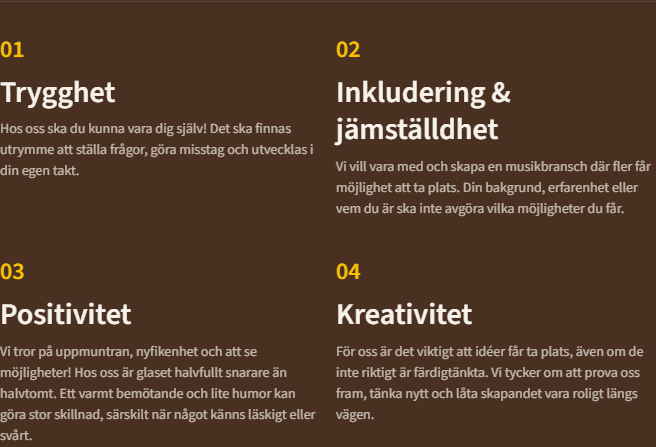 01
Trygghet
Hos oss ska du kunna vara dig själv! Det ska finnas
utrymme att ställa frågor, göra misstag och utvecklas i
din egen takt.
02
Inkludering &
jämställdhet
Vi vill vara med och skapa en musikbransch där fler får
möjlighet att ta plats. Din bakgrund, erfarenhet eller
vem du är ska inte avgöra vilka möjligheter du får.
03
Positivitet
Vi tror på uppmuntran, nyfikenhet och att se
möjligheter! Hos oss är glaset halvfullt snarare än
halvtomt. Ett varmt bemötande och lite humor kan
göra stor skillnad, särskilt när något känns läskigt eller
svårt.
04
Kreativitet
För oss är det viktigt att idéer får ta plats, även om de
inte riktigt är färdigtänkta. Vi tycker om att prova oss
fram, tänka nytt och låta skapandet vara roligt längs
vägen.